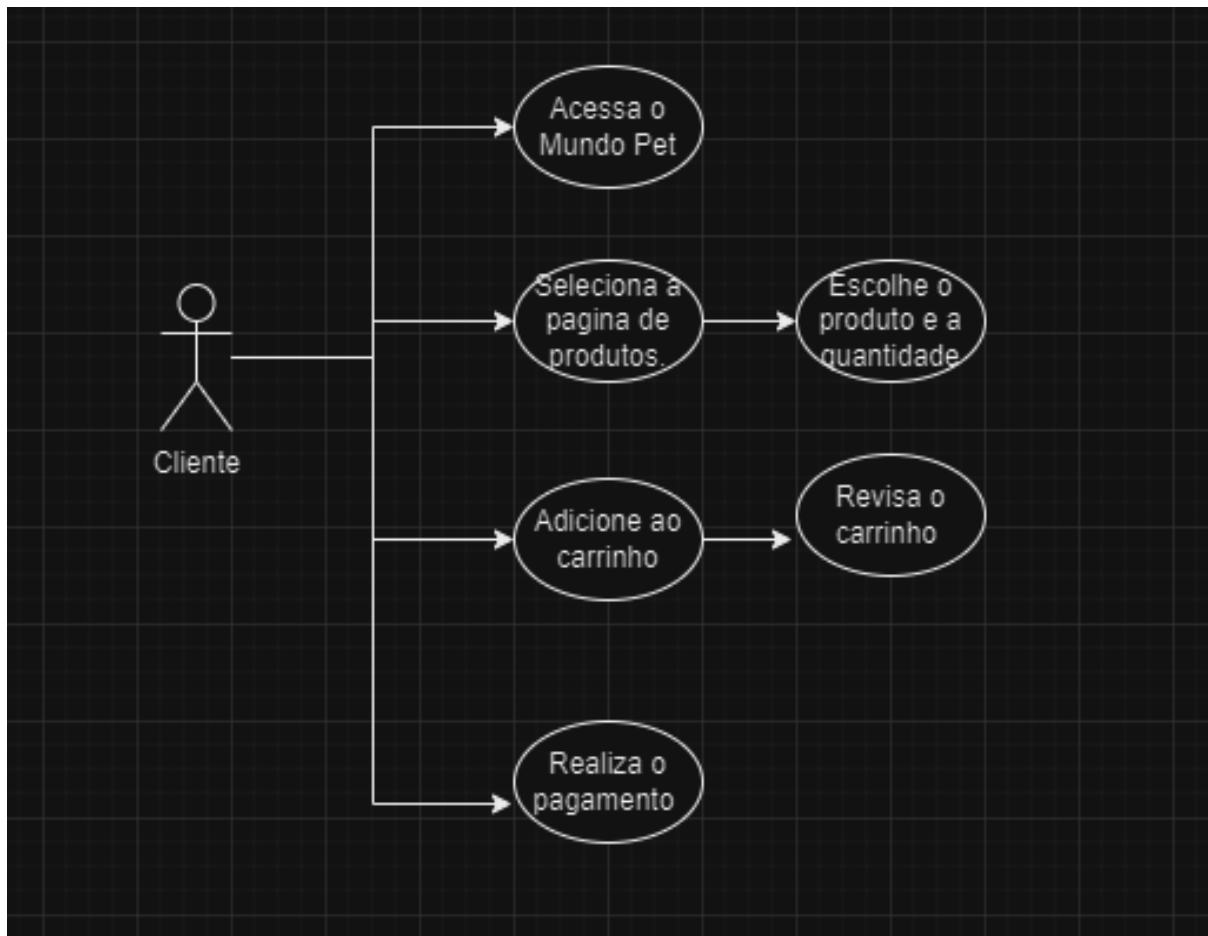 Acessa o
Mundo Pet
Seleciona a
pagina de
produtos.
Escolhe o
produto e a
quantidade
Cliente
Adicione ao
carrinho
Revisa o
carrinho
Realiza o
pagamento